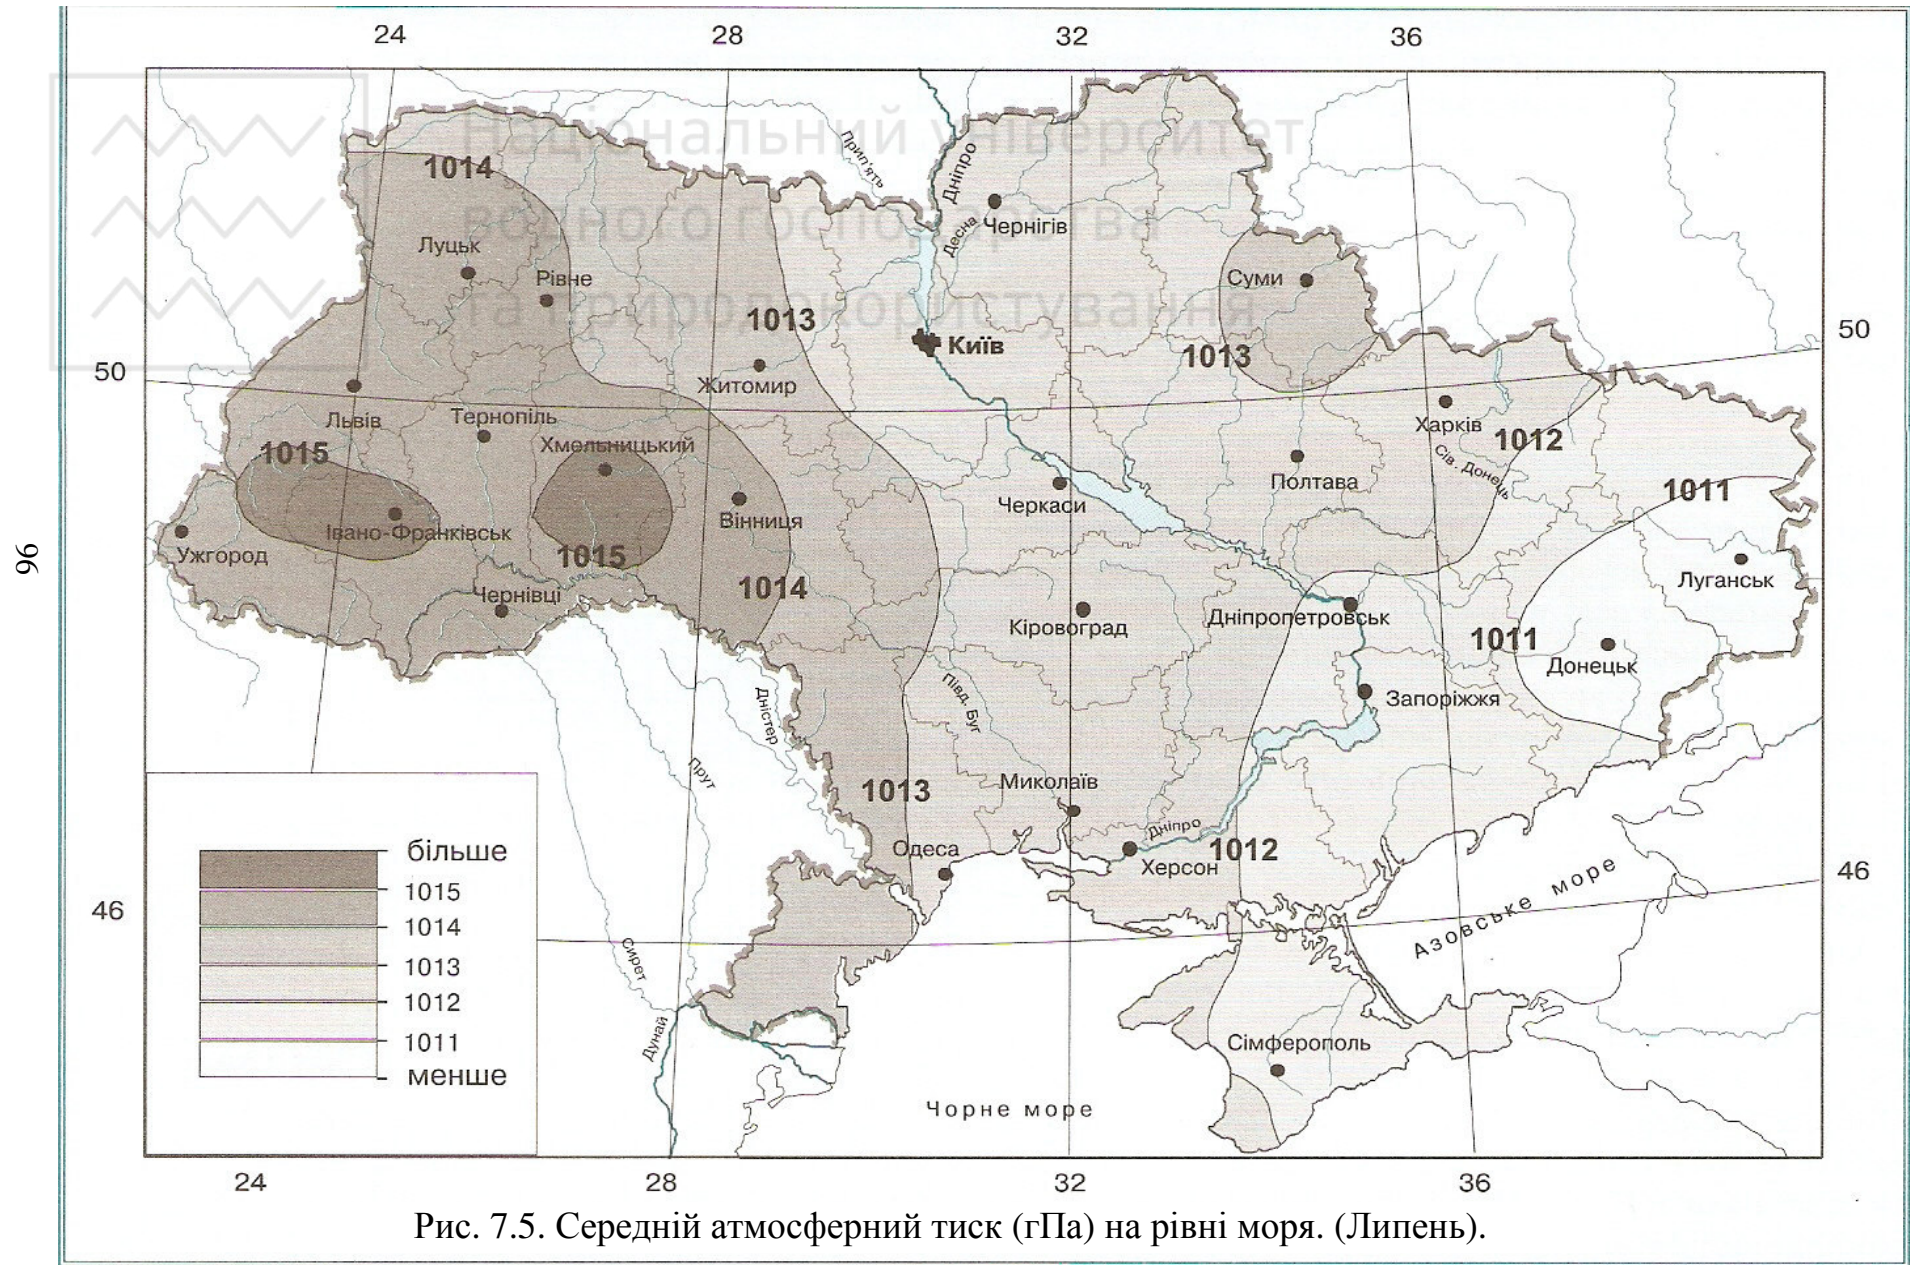 24 28 32 36
Національний університет
водного господарства
та природокористування
1014
Прип'ять
Дніпро
Десна
Чернігів
Луцьк
Рівне
Суми
1013
Київ
1013
50
50
Житомир
Львів
Тернопіль
Хмельницький
1015
Харків
1012
Сів. Донець
Полтава
1011
Черкаси
Вінниця
Івано-Франківськ
Ужгород
1015
96
Чернівці
1014
Кіровоград
Дніпропетровськ
Луганськ
1011
Донецьк
Запоріжжя
Півд. Буг
Дністер
Прут
1013
Миколаїв
Дніпро
Одеса
Херсон
1012
46
46
Азовське море
більше
1015
1014
1013
1012
1011
менше
Сирет
Дунай
Сімферополь
Чорне море
24 28 32 36
Рис. 7.5. Середній атмосферний тиск (гПа) на рівні моря. (Липень).